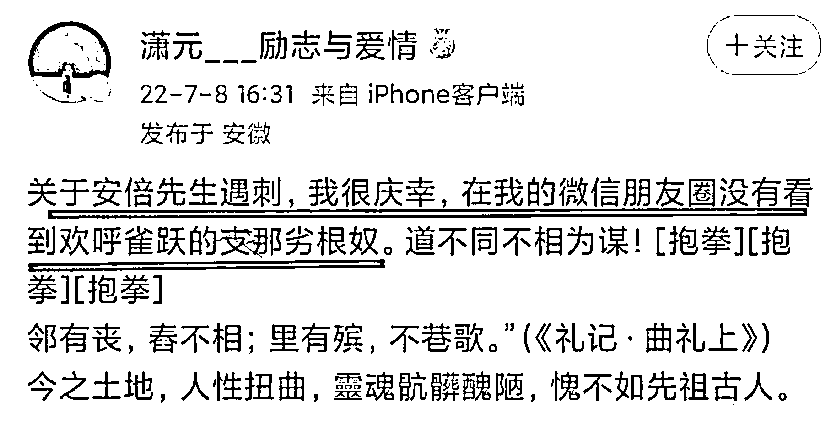 潇元___励志与爱情
+关注
22-7-8 16:31 来自 iPhone客户端
发布于 安徽
关于安倍先生遇刺，我很庆幸，在我的微信朋友圈没有看
到欢呼雀跃的支那劣根奴。道不同不相为谋！[抱拳][抱
拳][抱拳]
邻有丧，舂不相；里有殡，不巷歌。”(《礼记·曲礼上》)
今之土地，人性扭曲，靈魂骯髒醜陋，愧不如先祖古人。